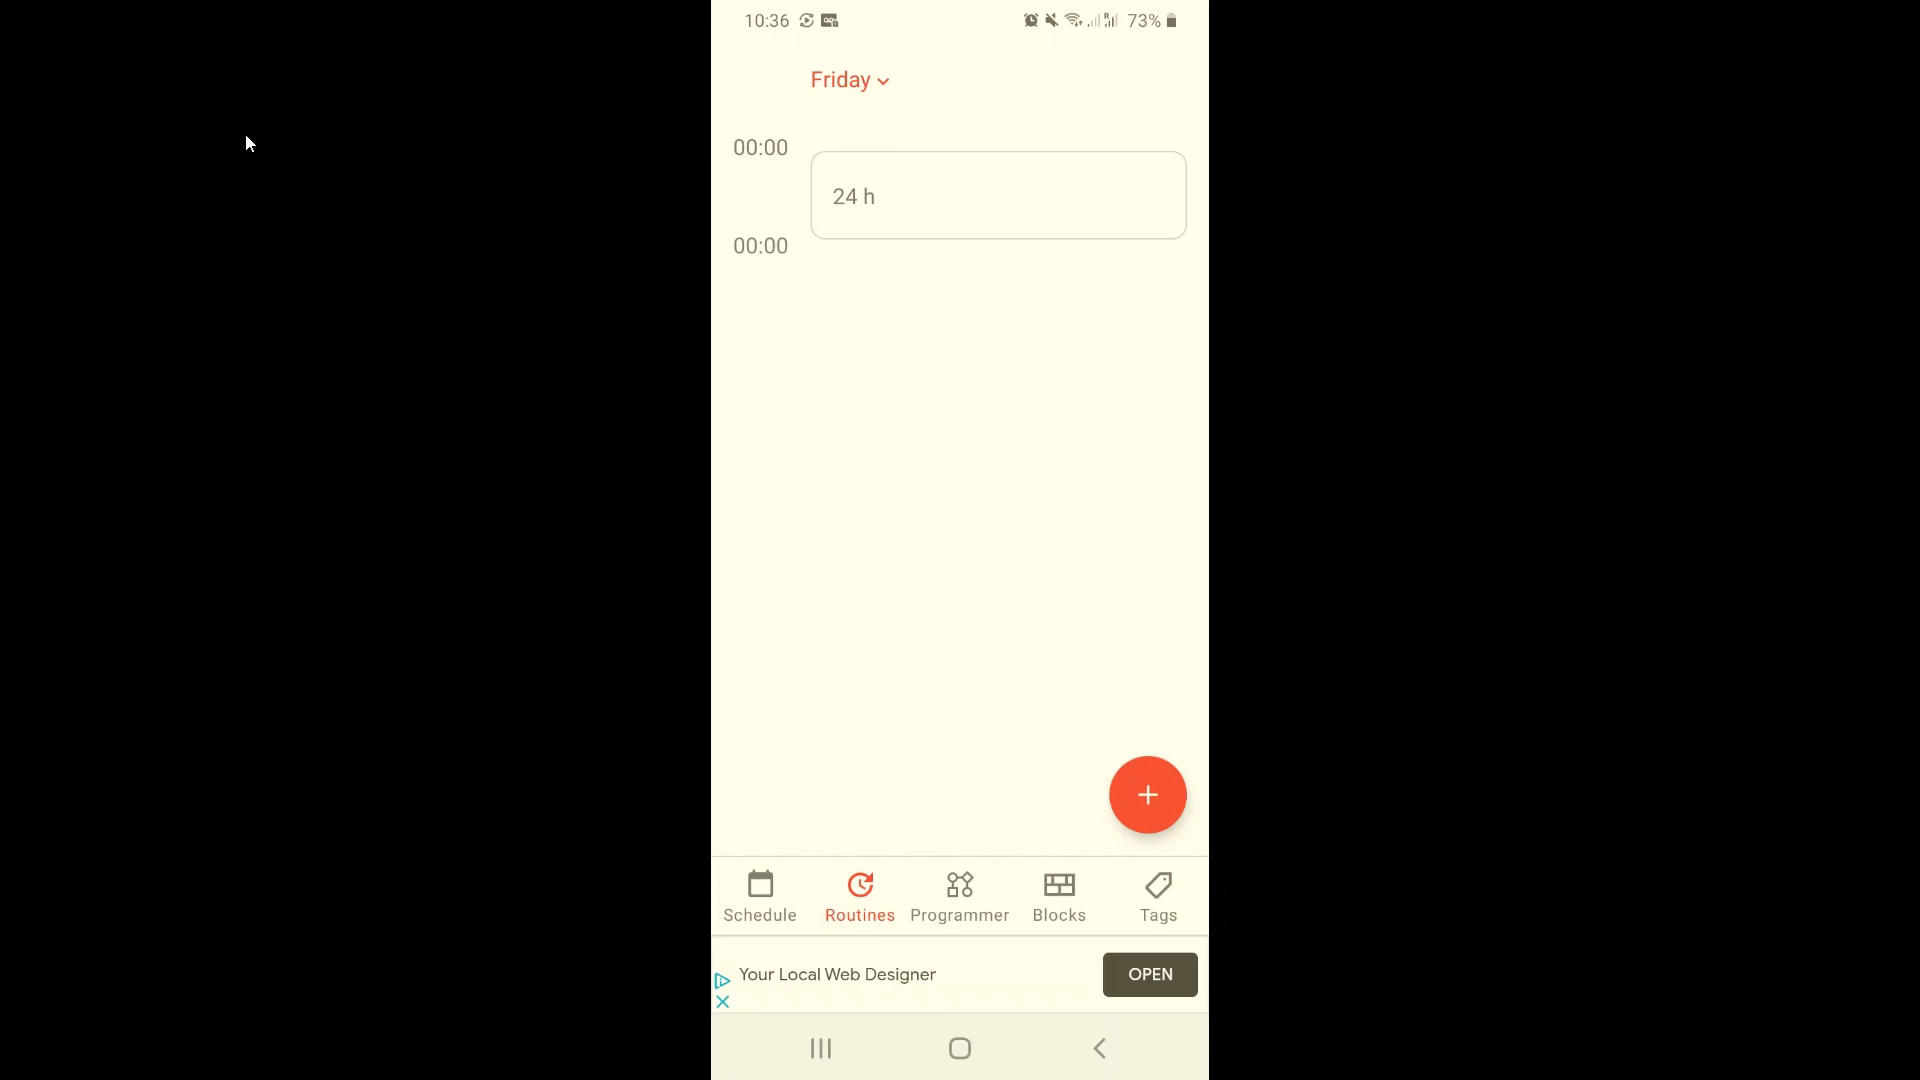 10:36 73%
Friday
00:00
24 h
00:00
Schedule Routines Programmer Blocks Tags
Your Local Web Designer OPEN